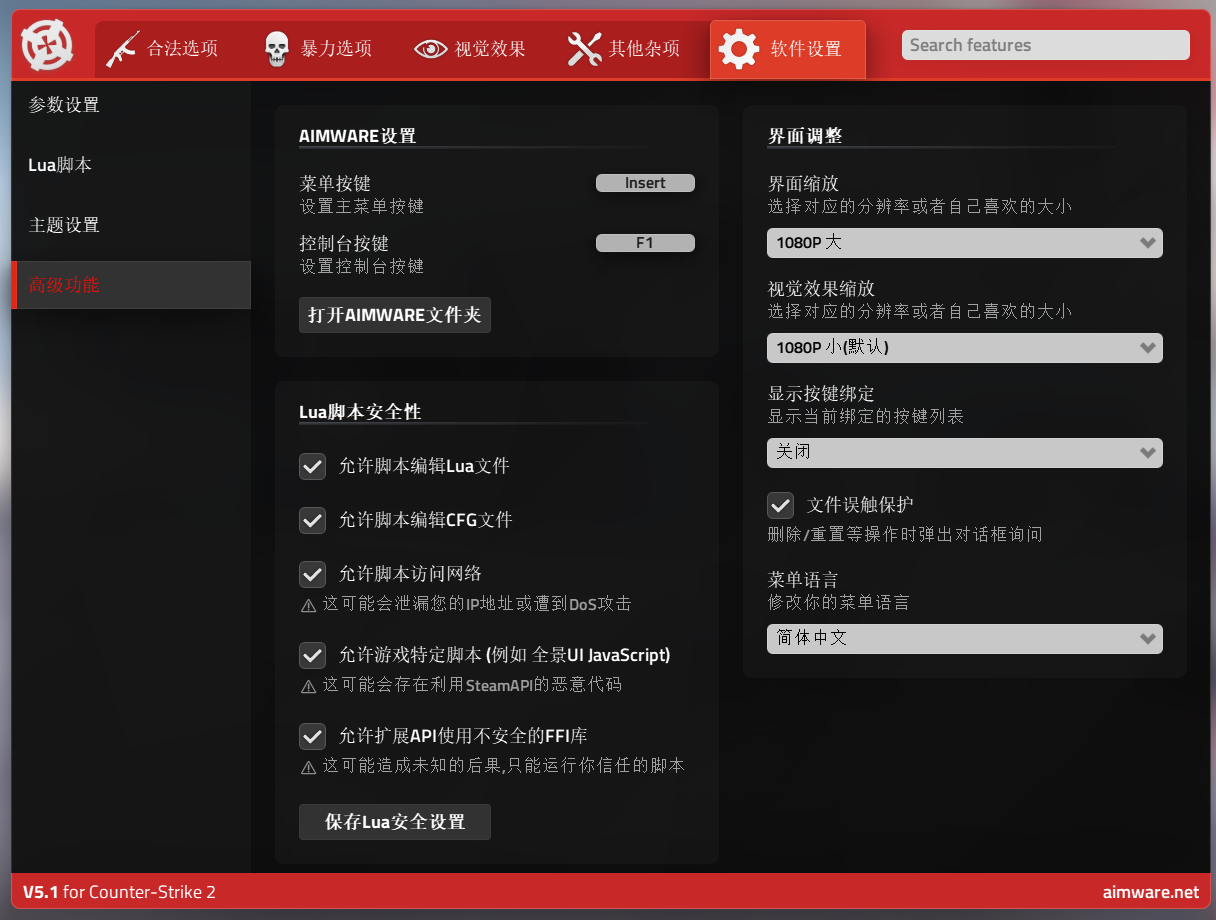 合法选项
暴力选项
视觉效果
其他杂项
软件设置
Search features
参数设置
Lua脚本
主题设置
高级功能
AIMWARE设置
菜单按键
Insert
设置主菜单按键
控制台按键
F1
设置控制台按键
打开AIMWARE文件夹
Lua脚本安全性
允许脚本编辑Lua文件
允许脚本编辑CFG文件
允许脚本访问网络
这可能会泄漏您的IP地址或遭到DoS攻击
允许游戏特定脚本 (例如 全景UI JavaScript)
这可能会存在利用SteamAPI的恶意代码
允许扩展API使用不安全的FFI库
这可能造成未知的后果,只能运行你信任的脚本
保存Lua安全设置
界面调整
界面缩放
选择对应的分辨率或者自己喜欢的大小
1080P 大
视觉效果缩放
选择对应的分辨率或者自己喜欢的大小
1080P 小(默认)
显示按键绑定
显示当前绑定的按键列表
关闭
文件误触保护
删除/重置等操作时弹出对话框询问
菜单语言
修改你的菜单语言
简体中文
V5.1 for Counter-Strike 2
aimware.net